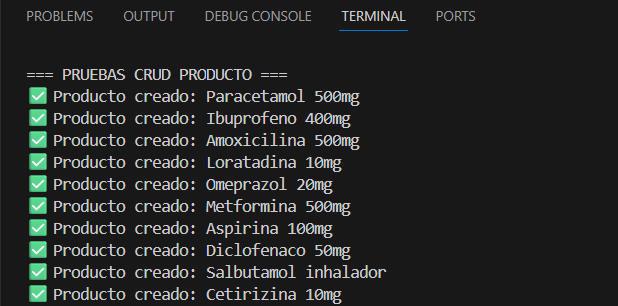 PROBLEMS OUTPUT DEBUG CONSOLE TERMINAL PORTS
=== PRUEBAS CRUD PRODUCTO ===
✅ Producto creado: Paracetamol 500mg
✅ Producto creado: Ibuprofeno 400mg
✅ Producto creado: Amoxicilina 500mg
✅ Producto creado: Loratadina 10mg
✅ Producto creado: Omeprazol 20mg
✅ Producto creado: Metformina 500mg
✅ Producto creado: Aspirina 100mg
✅ Producto creado: Diclofenaco 50mg
✅ Producto creado: Salbutamol inhalador
✅ Producto creado: Cetirizina 10mg